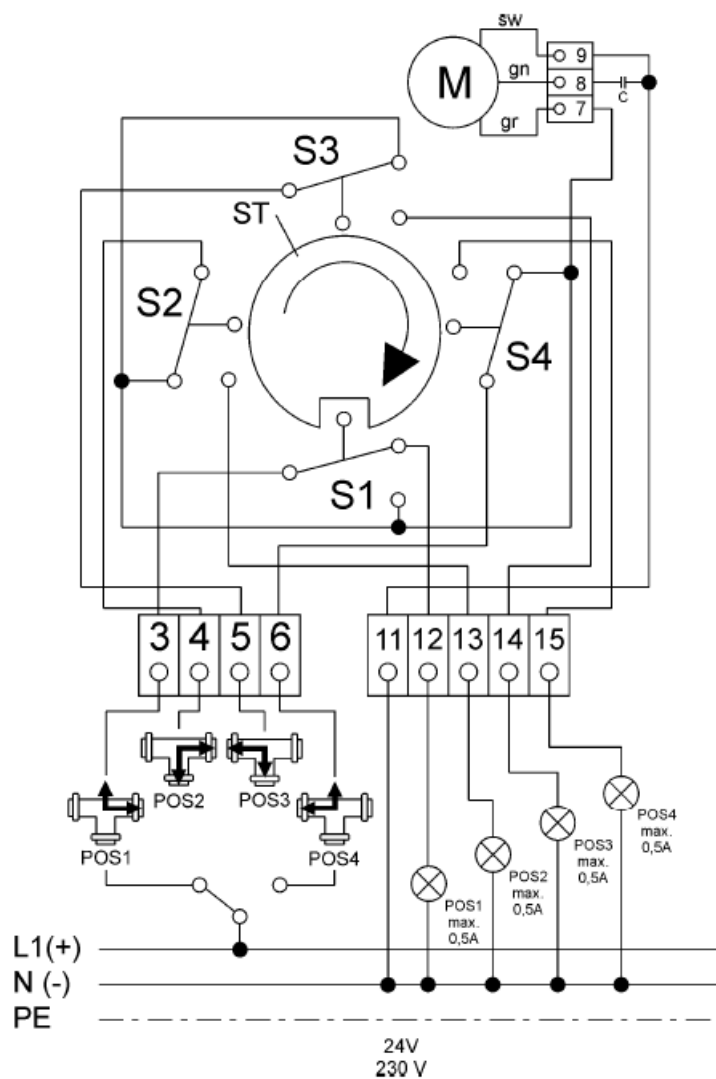 sw
M
gn
gr
9
8
7
C
S3
ST
S2
S4
S1
3 4 5 6
11 12 13 14 15
POS1
POS2
POS3
POS4
POS1
max.
0,5A
POS2
max.
0,5A
POS3
max.
0,5A
POS4
max.
0,5A
L1(+)
N (-)
PE
24V
230 V